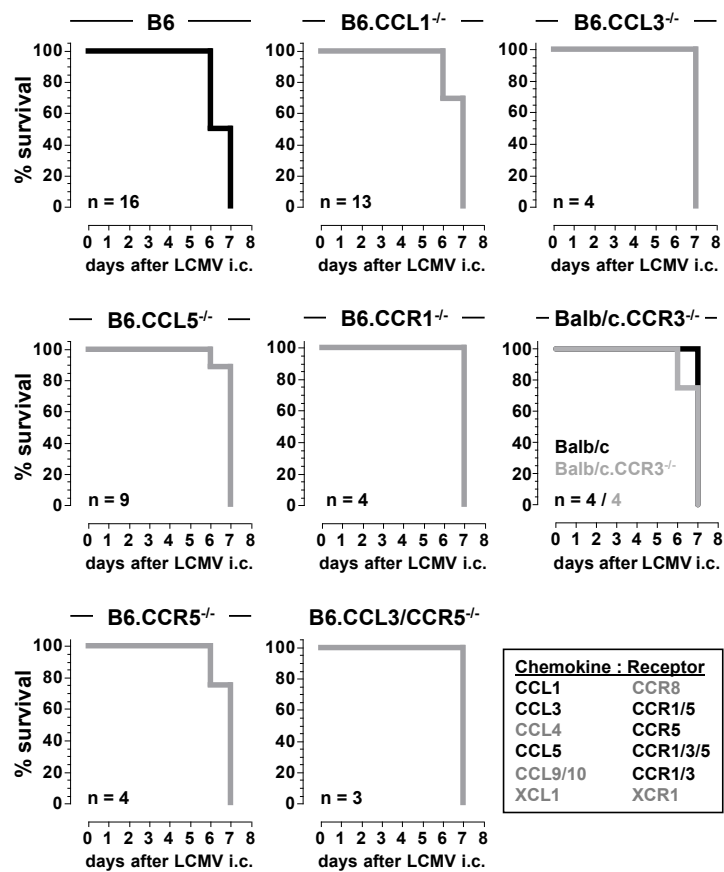 B6
B6.CCL1-/-
B6.CCL3-/-
% survival
100
80
60
40
20
0
n = 16
0 1 2 3 4 5 6 7 8
days after LCMV i.c.
100
80
60
40
20
0
n = 13
0 1 2 3 4 5 6 7 8
days after LCMV i.c.
100
80
60
40
20
0
n = 4
0 1 2 3 4 5 6 7 8
days after LCMV i.c.
B6.CCL5-/-
B6.CCR1-/-
Balb/c.CCR3-/-
% survival
100
80
60
40
20
0
n = 9
0 1 2 3 4 5 6 7 8
days after LCMV i.c.
100
80
60
40
20
0
n = 4
0 1 2 3 4 5 6 7 8
days after LCMV i.c.
100
80
60
40
20
0
Balb/c
Balb/c.CCR3-/-
n = 4 / 4
0 1 2 3 4 5 6 7 8
days after LCMV i.c.
B6.CCR5-/-
B6.CCL3/CCR5-/-
% survival
100
80
60
40
20
0
n = 4
0 1 2 3 4 5 6 7 8
days after LCMV i.c.
100
80
60
40
20
0
n = 3
0 1 2 3 4 5 6 7 8
days after LCMV i.c.
Chemokine : Receptor
CCL1 CCR8
CCL3 CCR1/5
CCL4 CCR5
CCL5 CCR1/3/5
CCL9/10 CCR1/3
XCL1 XCR1